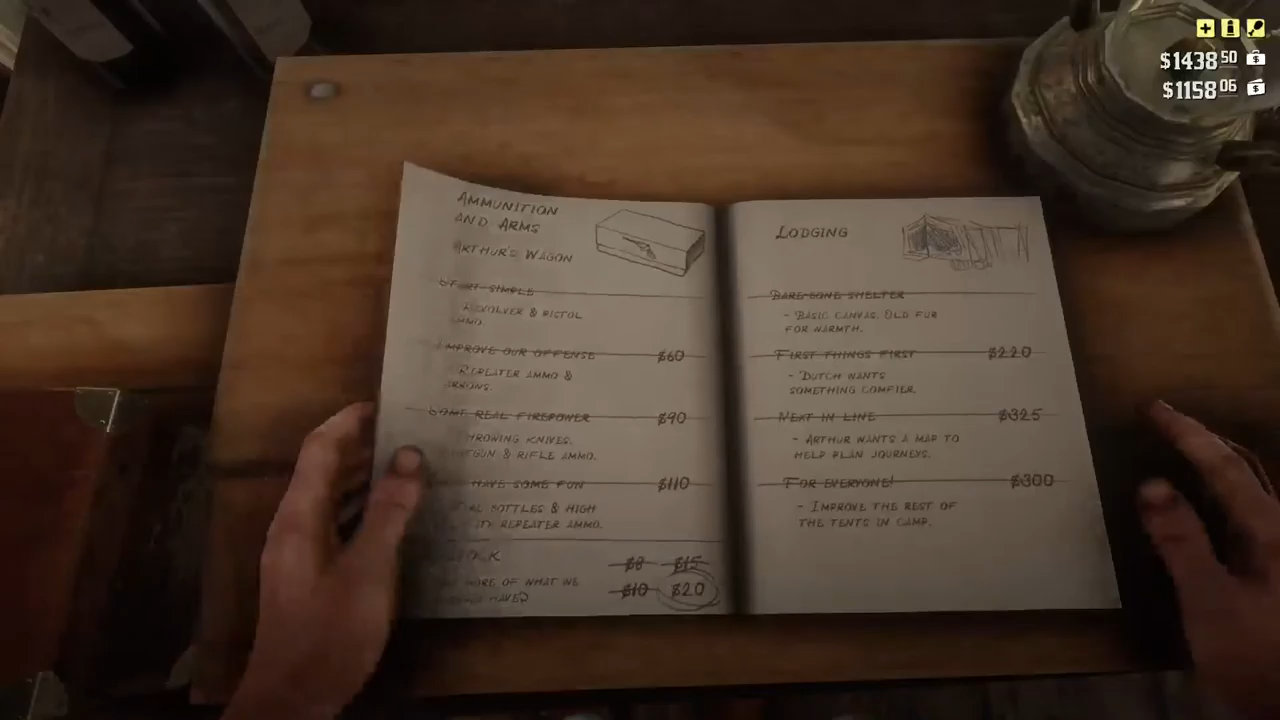 $1438 50
$1158 06
AMMUNITION
AND ARMS
ARTHUR'S WAGON
SIMPLE
REVOLVER & PISTOL
AMMO.
IMPROVE OUR OFFENSE $60
REPEATER AMMO &
ARROWS.
SOME REAL FIREPOWER $90
THROWING KNIVES.
& RIFLE AMMO.
HAVE SOME FUN $110
BOTTLES & HIGH
REPEATER AMMO.
$8 $15
MORE OF WHAT WE $10 $20
HAVE?
LODGING
BARE-BONE SHELTER
- BASIC CANVAS. OLD FUR
FOR WARMTH.
FIRST THINGS FIRST $220
- DUTCH WANTS
SOMETHING COMFIER.
NEXT IN LINE $325
- ARTHUR WANTS A MAP TO
HELP PLAN JOURNEYS.
FOR EVERYONE! $300
- IMPROVE THE REST OF
THE TENTS IN CAMP.